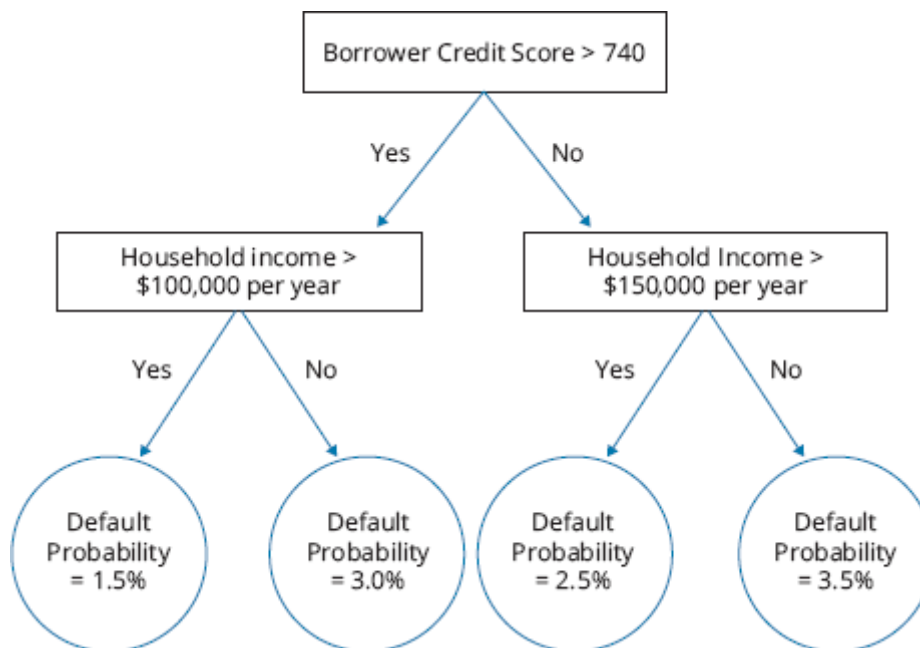 Borrower Credit Score > 740
Yes
No
Household income >
$100,000 per year
Household Income >
$150,000 per year
Yes
No
Yes
No
Default
Probability
= 1.5%
Default
Probability
= 3.0%
Default
Probability
= 2.5%
Default
Probability
= 3.5%